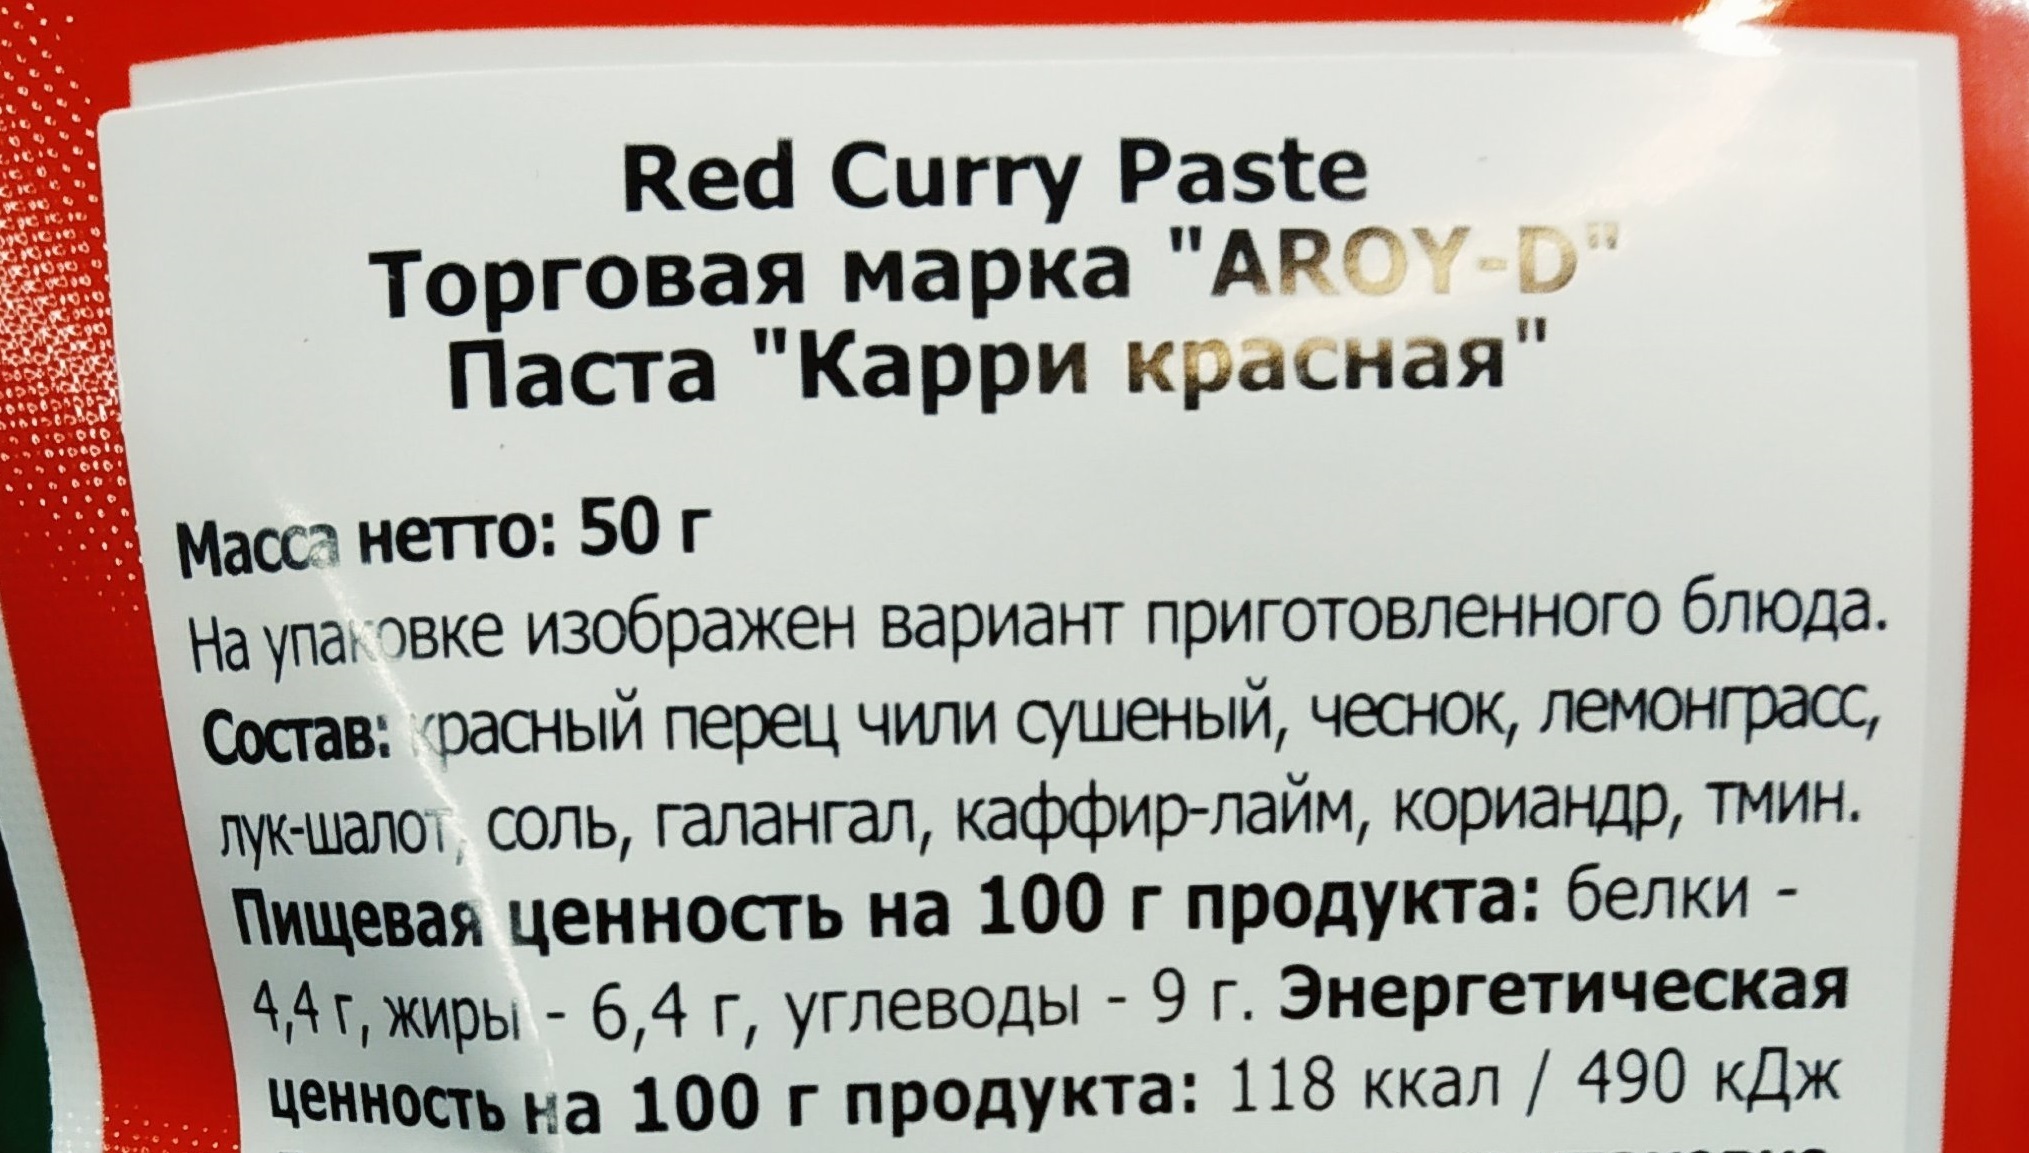 Red Curry Paste
Торговая марка "AROY-D"
Паста "Карри красная"
Масса нетто: 50 г
На упаковке изображен вариант приготовленного блюда.
Состав: красный перец чили сушеный, чеснок, лемонграсс,
лук-шалот, соль, галангал, каффир-лайм, кориандр, тмин.
Пищевая ценность на 100 г продукта: белки -
4,4 г, жиры - 6,4 г, углеводы - 9 г. Энергетическая
ценность на 100 г продукта: 118 ккал / 490 кДж